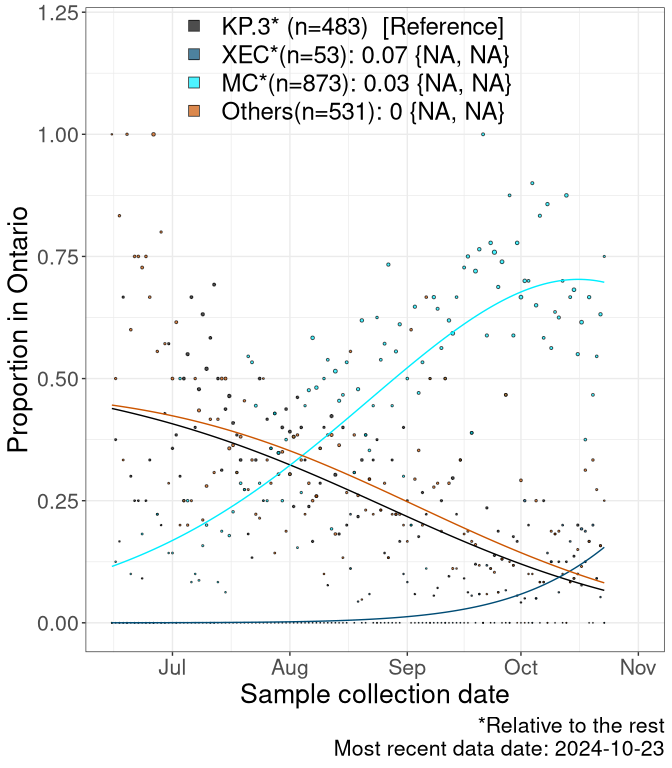 1.25
KP.3* (n=483)  [Reference]
XEC*(n=53): 0.07 {NA, NA}
MC*(n=873): 0.03 {NA, NA}
Others(n=531): 0 {NA, NA}
1.00
0.75
0.50
0.25
0.00
Proportion in Ontario
Jul Aug Sep Oct Nov
Sample collection date
*Relative to the rest
Most recent data date: 2024-10-23